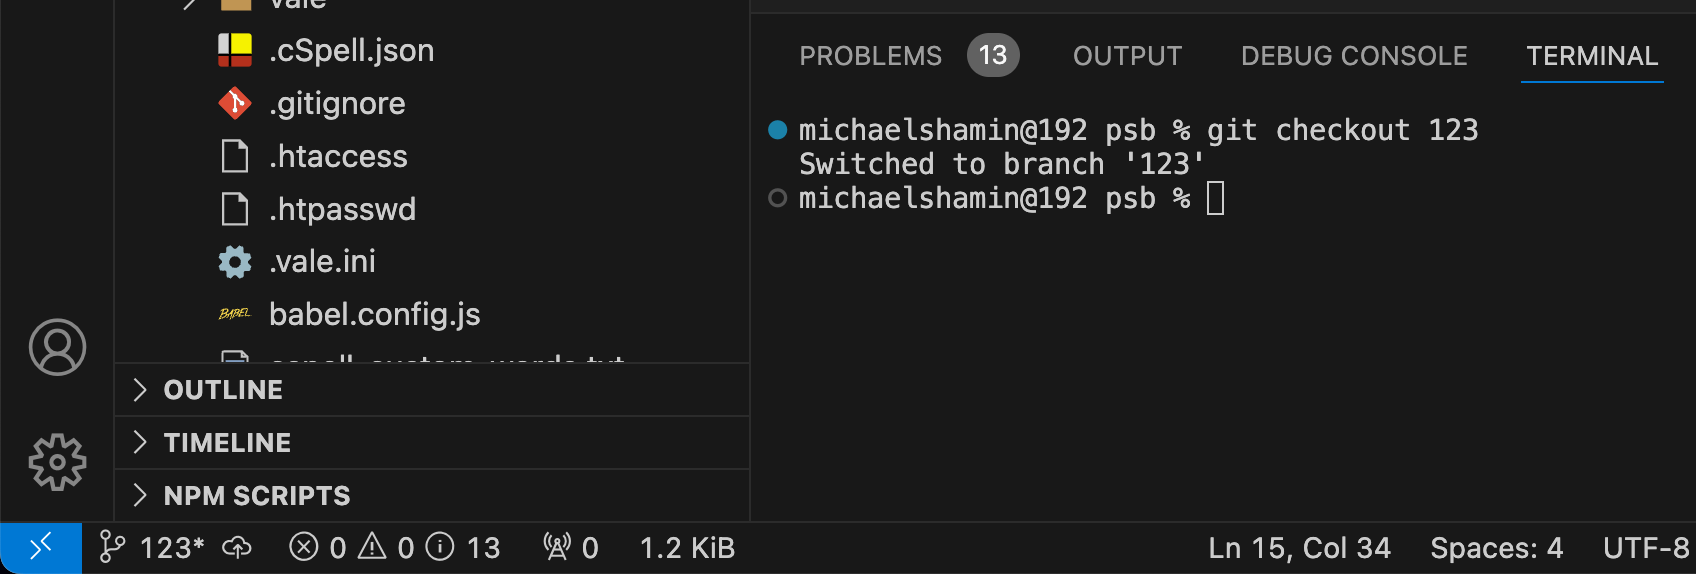 vale
.cSpell.json
.gitignore
.htaccess
.htpasswd
.vale.ini
BABEL babel.config.js
OUTLINE
TIMELINE
NPM SCRIPTS
PROBLEMS 13 OUTPUT DEBUG CONSOLE TERMINAL
michaelshamin@192 psb % git checkout 123
Switched to branch '123'
michaelshamin@192 psb %
123* 0 0 13 0 1.2 KiB Ln 15, Col 34 Spaces: 4 UTF-8